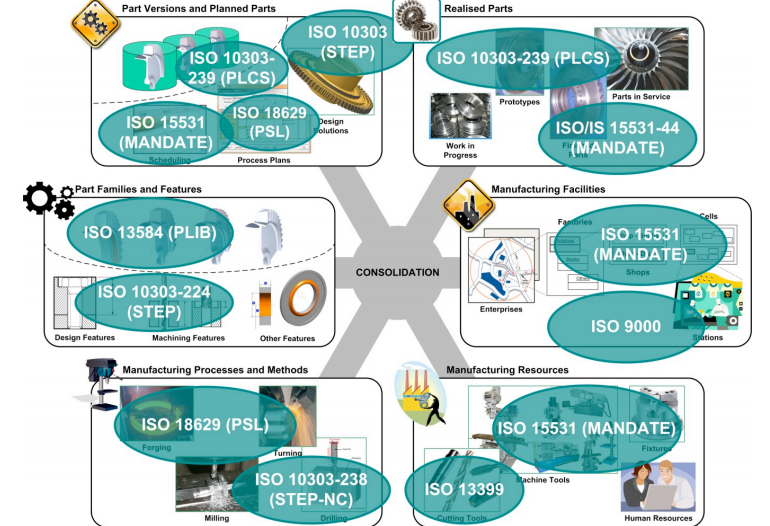 Part Versions and Planned Parts
ISO 10303-
239 (PLCS)
ISO 10303
(STEP)
ISO 15531
(MANDATE)
ISO 18629
(PSL)
Design
Solutions
Scheduling
Process Plans
Realised Parts
ISO 10303-239 (PLCS)
Prototypes
Parts in Service
Work in
Progress
ISO/IS 15531-44
(MANDATE)
Parts
Part Families and Features
ISO 13584 (PLIB)
ISO 10303-224
(STEP)
Design Features
Machining Features
Other Features
CONSOLIDATION
Manufacturing Facilities
Factories
Cells
ISO 15531
(MANDATE)
Shops
Enterprises
ISO 9000
Stations
Manufacturing Processes and Methods
ISO 18629 (PSL)
Forging
Turning
ISO 10303-238
(STEP-NC)
Milling
Drilling
Manufacturing Resources
ISO 15531 (MANDATE)
Fixtures
Machine Tools
ISO 13399
Cutting Tools
Human Resources